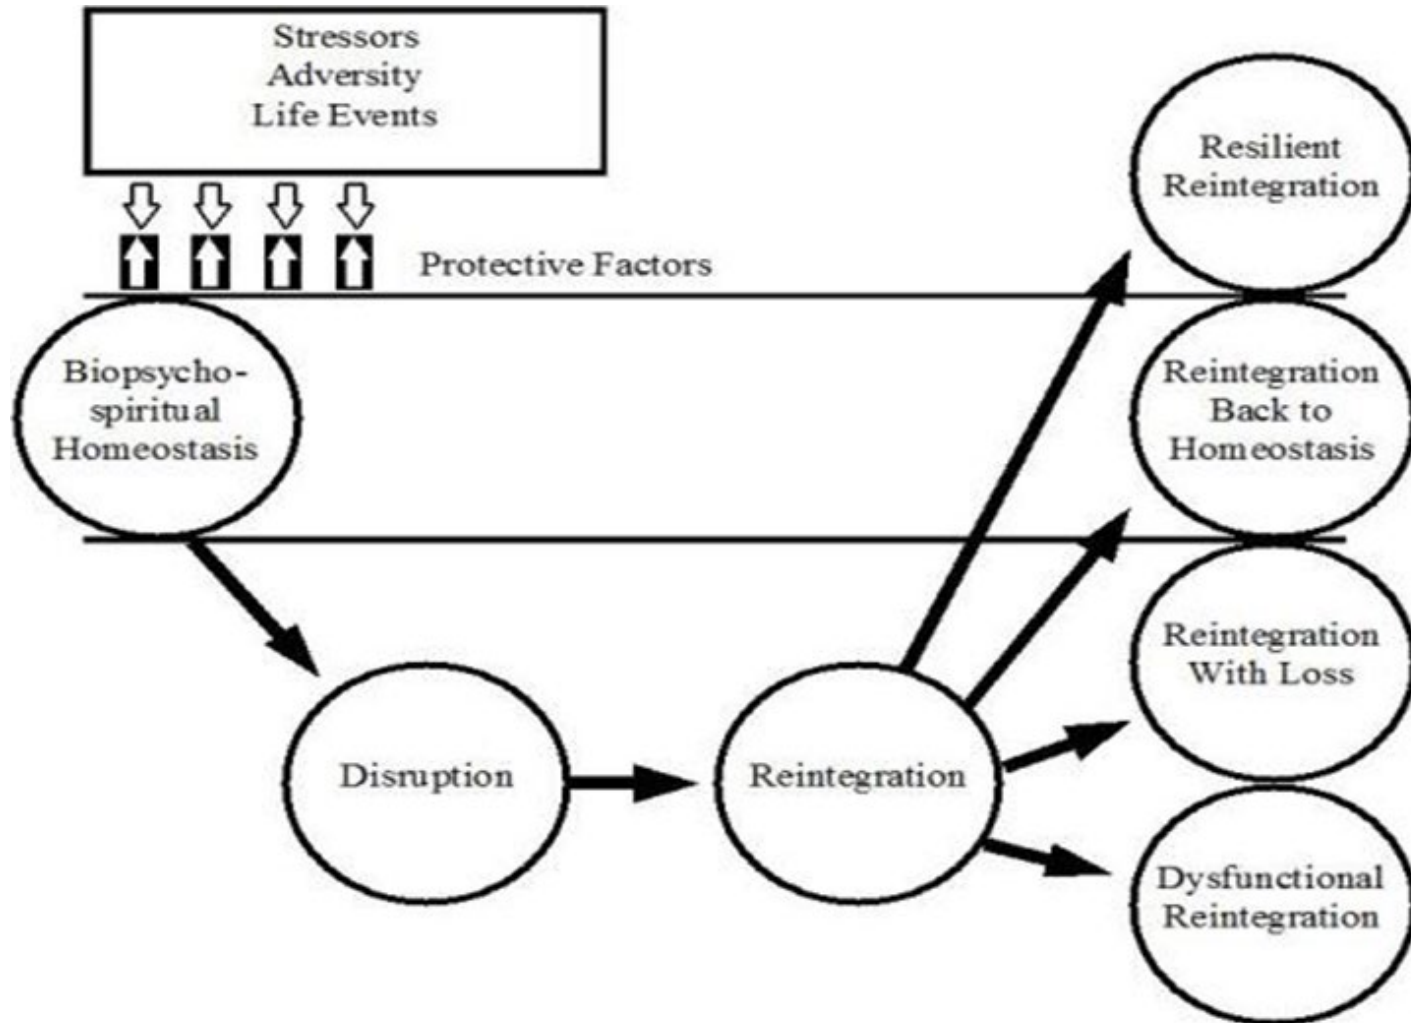 Stressors
Adversity
Life Events
Protective Factors
Biopsycho-
spiritual
Homeostasis
Disruption
Reintegration
Resilient
Reintegration
Reintegration
Back to
Homeostasis
Reintegration
With Loss
Dysfunctional
Reintegration